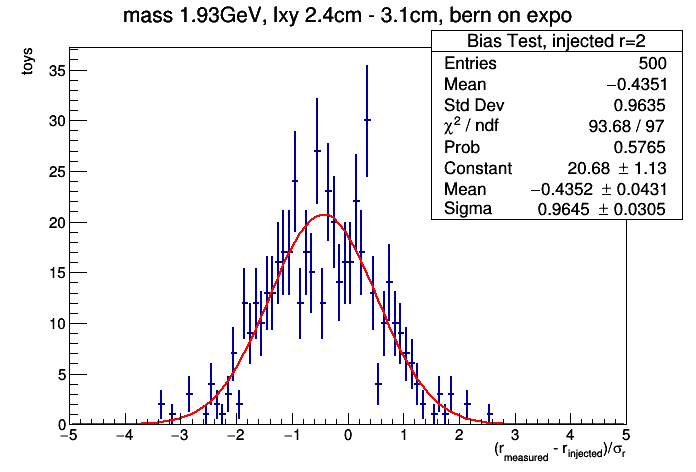 mass 1.93GeV, lxy 2.4cm - 3.1cm, bern on expo
Bias Test, injected r=2
Entries 500
Mean −0.4351
Std Dev 0.9635
χ² / ndf 93.68 / 97
Prob 0.5765
Constant 20.68 ± 1.13
Mean −0.4352 ± 0.0431
Sigma 0.9645 ± 0.0305
toys
35
30
25
20
15
10
5
0
−5 −4 −3 −2 −1 0 1 2 3 4 5
(r_measured - r_injected)/σ_r